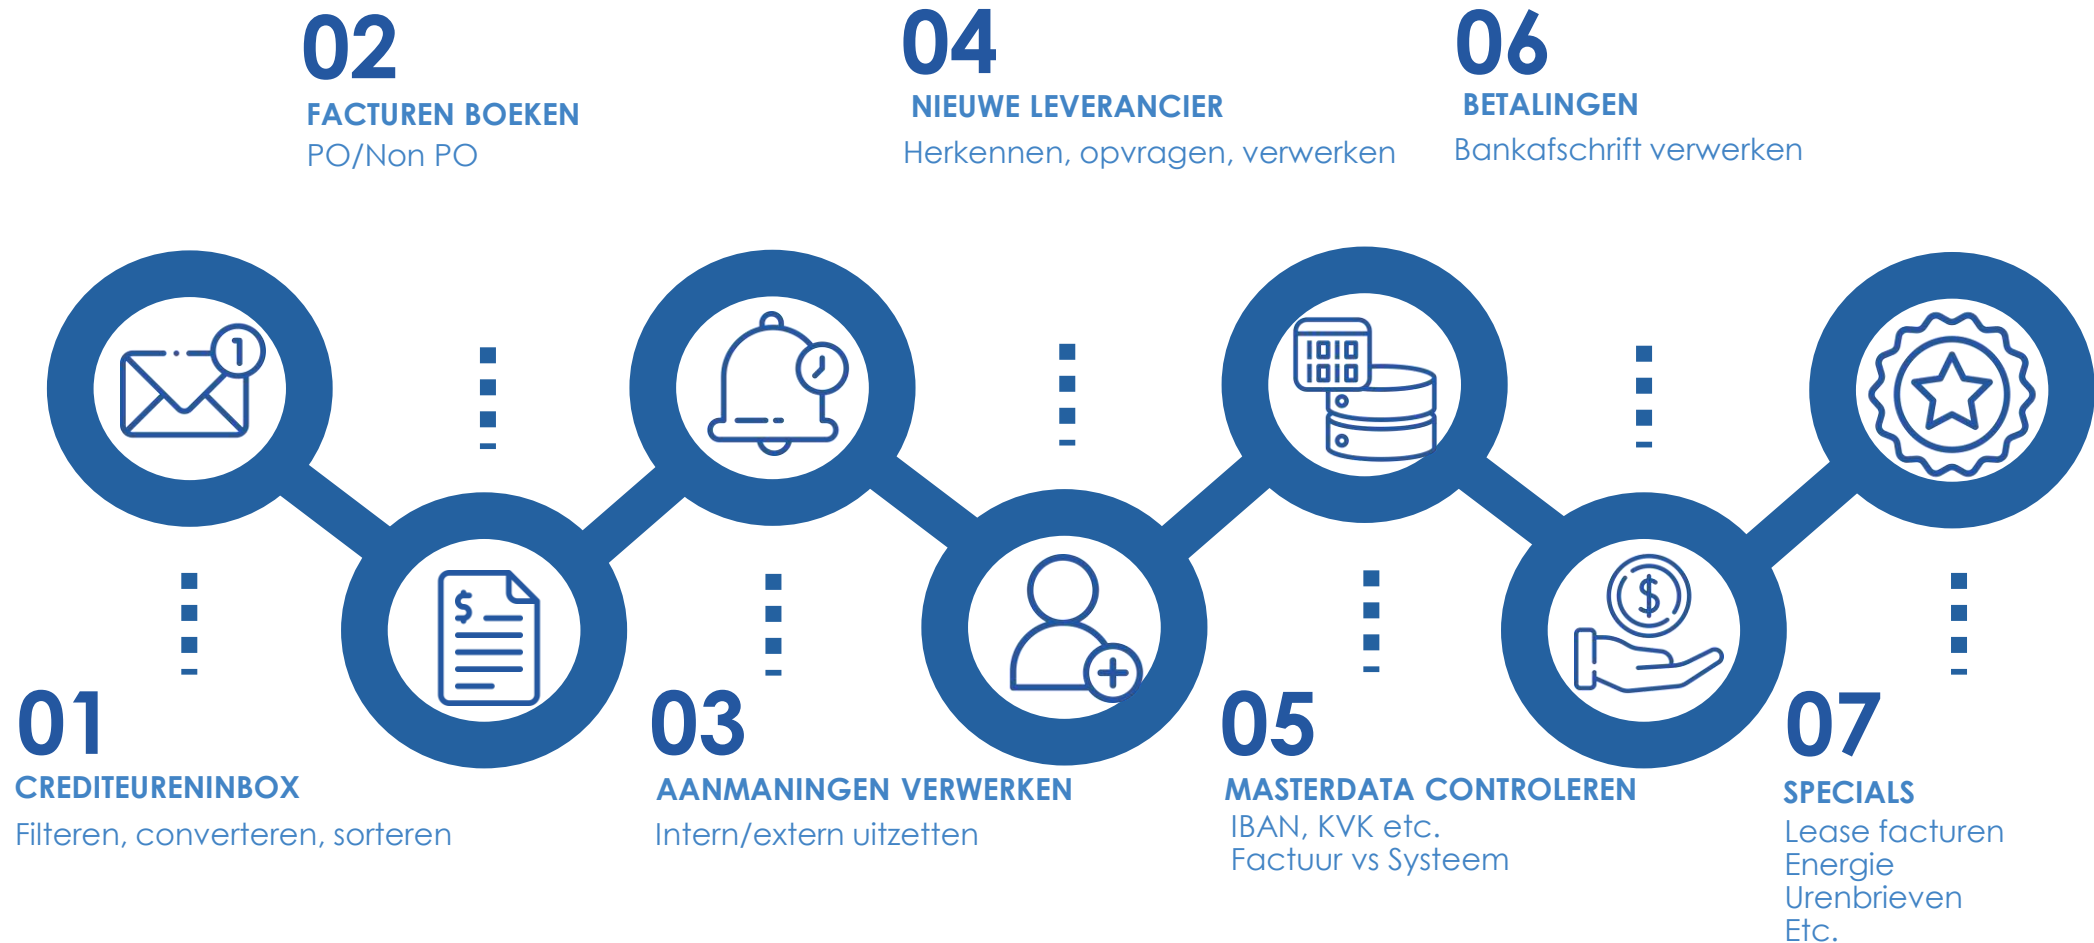 02
FACTUREN BOEKEN
PO/Non PO
04
NIEUWE LEVERANCIER
Herkennen, opvragen, verwerken
06
BETALINGEN
Bankafschrift verwerken
1
1010
1010
$
$
01
CREDITEURENINBOX
Filteren, converteren, sorteren
03
AANMANINGEN VERWERKEN
Intern/extern uitzetten
05
MASTERDATA CONTROLEREN
IBAN, KVK etc.
Factuur vs Systeem
07
SPECIALS
Lease facturen
Energie
Urenbrieven
Etc.